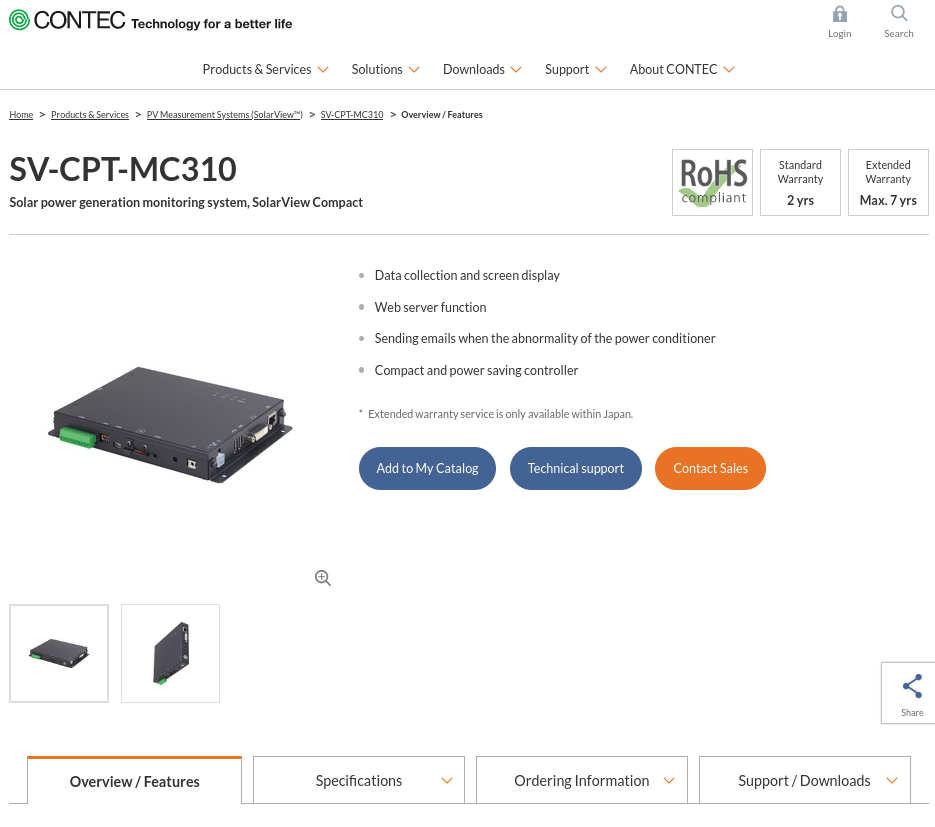 CONTEC Technology for a better life
Login
Search
Products & Services
Solutions
Downloads
Support
About CONTEC
Home > Products & Services > PV Measurement Systems (SolarView™) > SV-CPT-MC310 > Overview / Features
SV-CPT-MC310
Solar power generation monitoring system, SolarView Compact
RoHS
compliant
Standard
Warranty
2 yrs
Extended
Warranty
Max. 7 yrs
Data collection and screen display
Web server function
Sending emails when the abnormality of the power conditioner
Compact and power saving controller
* Extended warranty service is only available within Japan.
Add to My Catalog
Technical support
Contact Sales
Share
Overview / Features
Specifications
Ordering Information
Support / Downloads